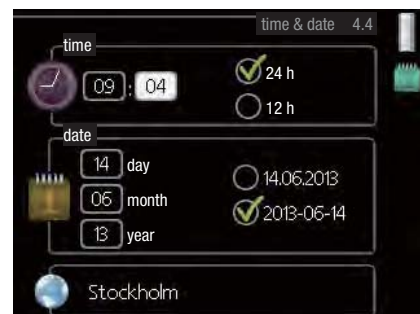 time & date 4.4
time
09 : 04
24 h
12 h
date
14 day
06 month
13 year
14.06.2013
2013-06-14
Stockholm